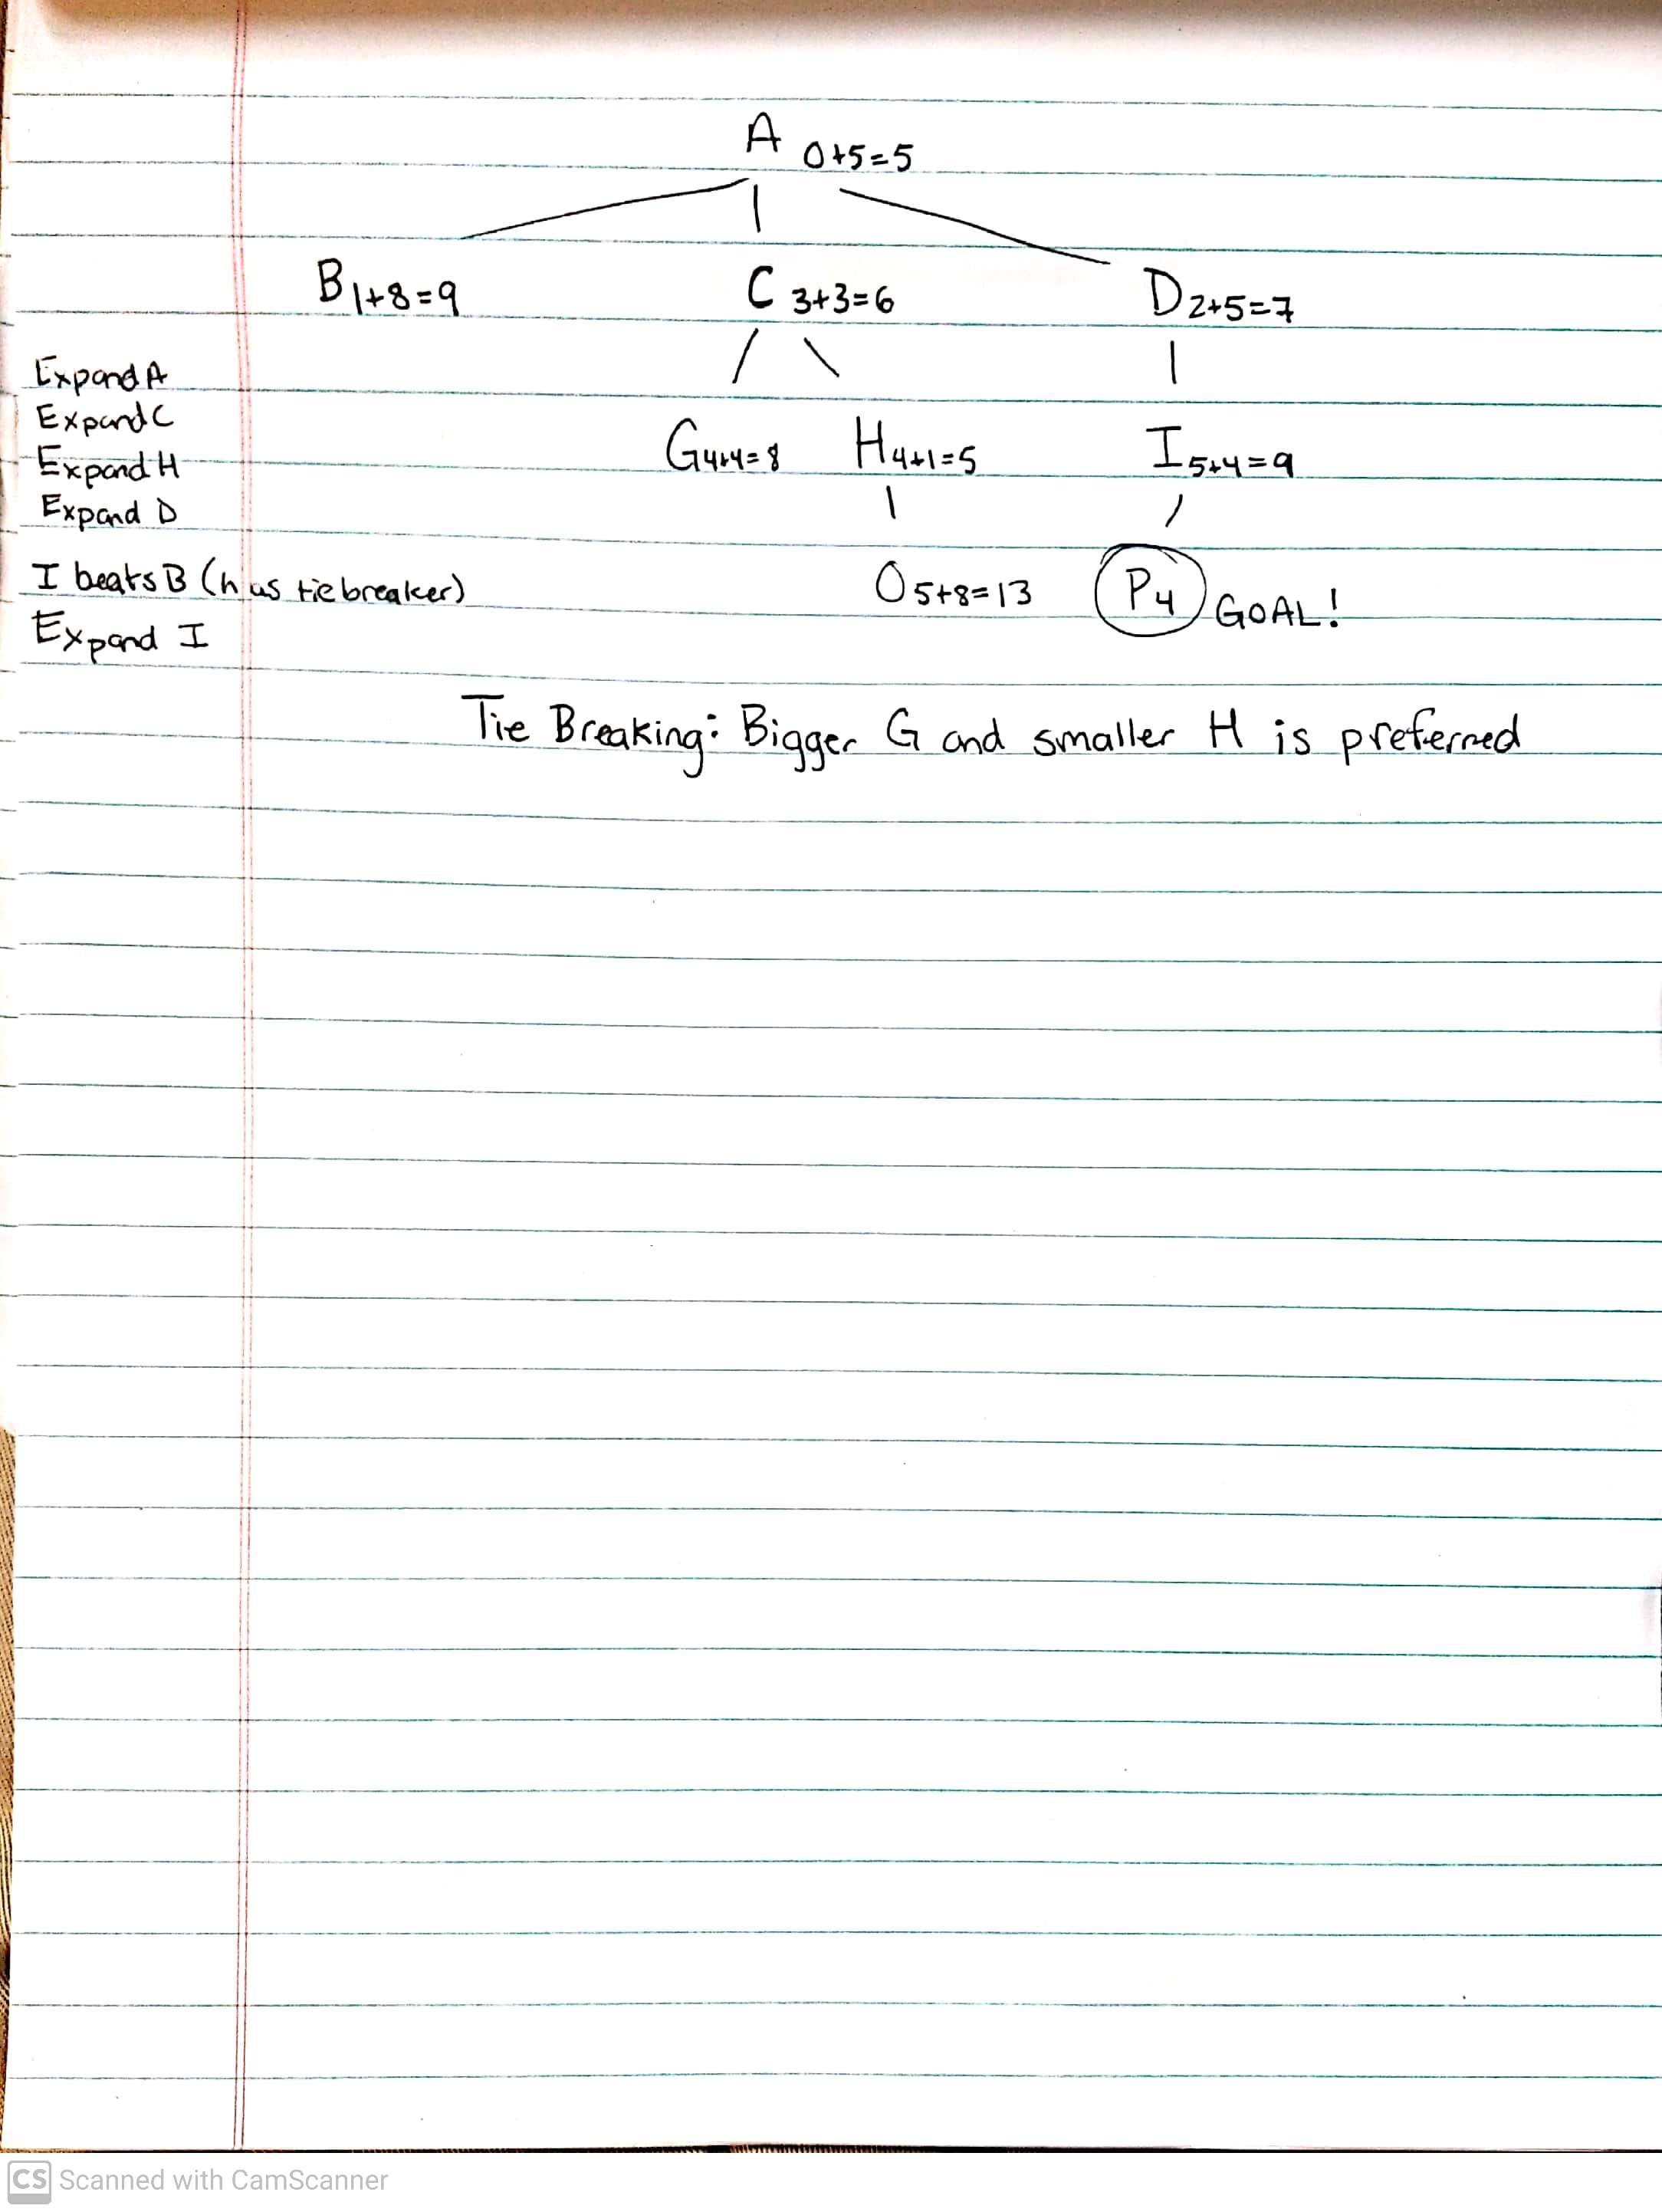 A 0+5=5
B 1+8=9 C 3+3=6 D 2+5=7
Expand A
Expand C
G 4+4=8 H 4+1=5 I 5+4=9
Expand H
Expand D
I beats B (h as tiebreaker) O 5+8=13 P4 GOAL!
Expand I
Tie Breaking: Bigger G and smaller H is preferred
CS Scanned with CamScanner